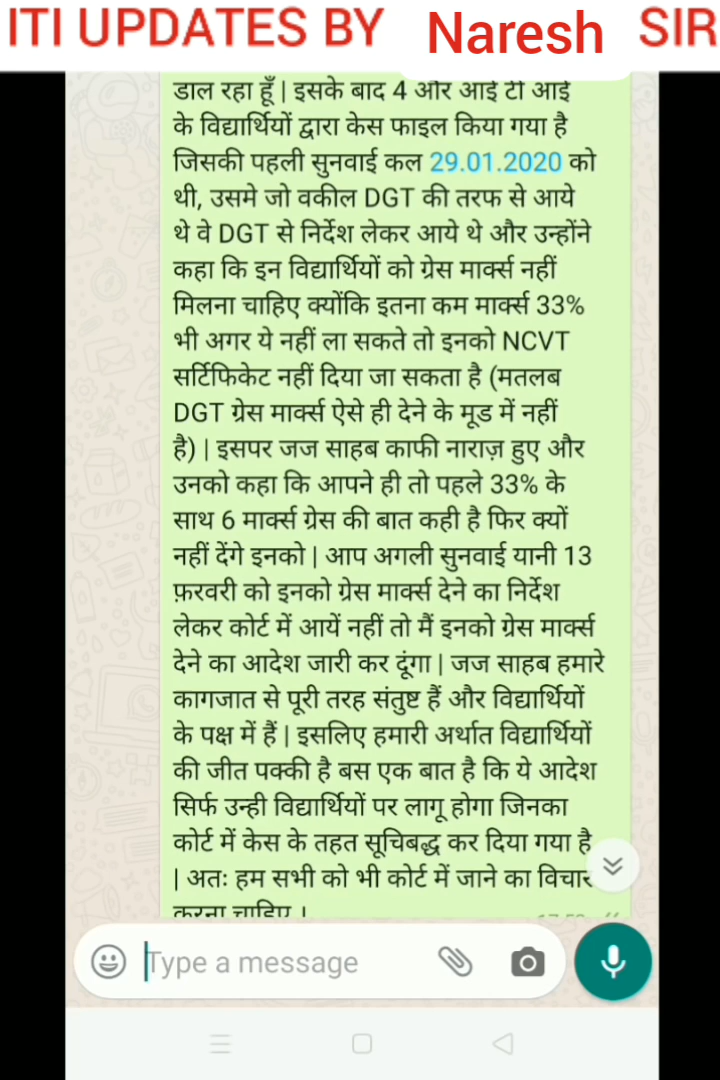 ITI UPDATES BY Naresh SIR
डाल रहा हूँ | इसके बाद 4 और आई टी आई
के विद्यार्थियों द्वारा केस फाइल किया गया है
जिसकी पहली सुनवाई कल 29.01.2020 को
थी, उसमे जो वकील DGT की तरफ से आये
थे वे DGT से निर्देश लेकर आये थे और उन्होंने
कहा कि इन विद्यार्थियों को ग्रेस मार्क्स नहीं
मिलना चाहिए क्योंकि इतना कम मार्क्स 33%
भी अगर ये नहीं ला सकते तो इनको NCVT
सर्टिफिकेट नहीं दिया जा सकता है (मतलब
DGT ग्रेस मार्क्स ऐसे ही देने के मूड में नहीं
है) | इसपर जज साहब काफी नाराज़ हुए और
उनको कहा कि आपने ही तो पहले 33% के
साथ 6 मार्क्स ग्रेस की बात कही है फिर क्यों
नहीं देंगे इनको | आप अगली सुनवाई यानी 13
फ़रवरी को इनको ग्रेस मार्क्स देने का निर्देश
लेकर कोर्ट में आयें नहीं तो मैं इनको ग्रेस मार्क्स
देने का आदेश जारी कर दूंगा | जज साहब हमारे
कागजात से पूरी तरह संतुष्ट हैं और विद्यार्थियों
के पक्ष में हैं | इसलिए हमारी अर्थात विद्यार्थियों
की जीत पक्की है बस एक बात है कि ये आदेश
सिर्फ उन्ही विद्यार्थियों पर लागू होगा जिनका
कोर्ट में केस के तहत सूचिबद्ध कर दिया गया है
| अतः हम सभी को भी कोर्ट में जाने का विचार
करना चाहिए |
Type a message